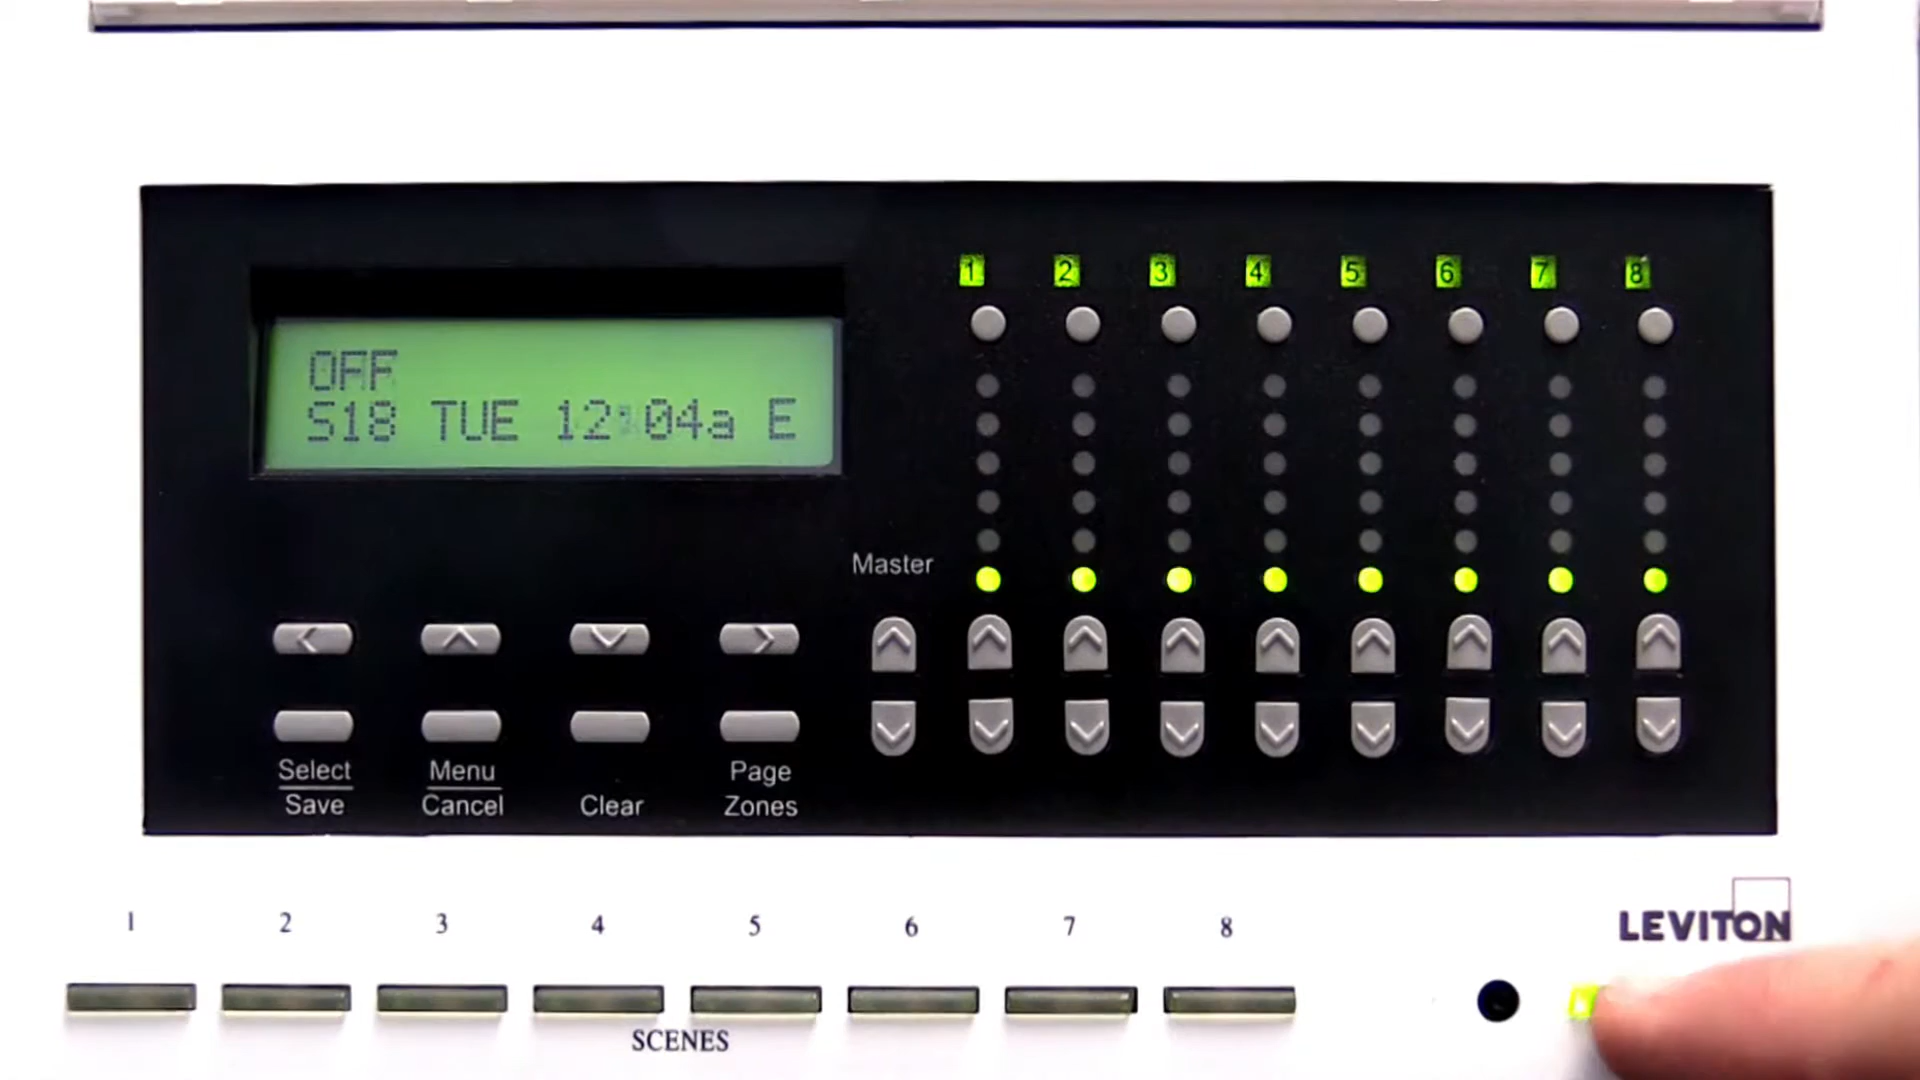 OFF
S18 TUE 12:04a E
1 2 3 4 5 6 7 8
Master
Select
Save
Menu
Cancel
Clear
Page
Zones
LEVITON
1 2 3 4 5 6 7 8
SCENES